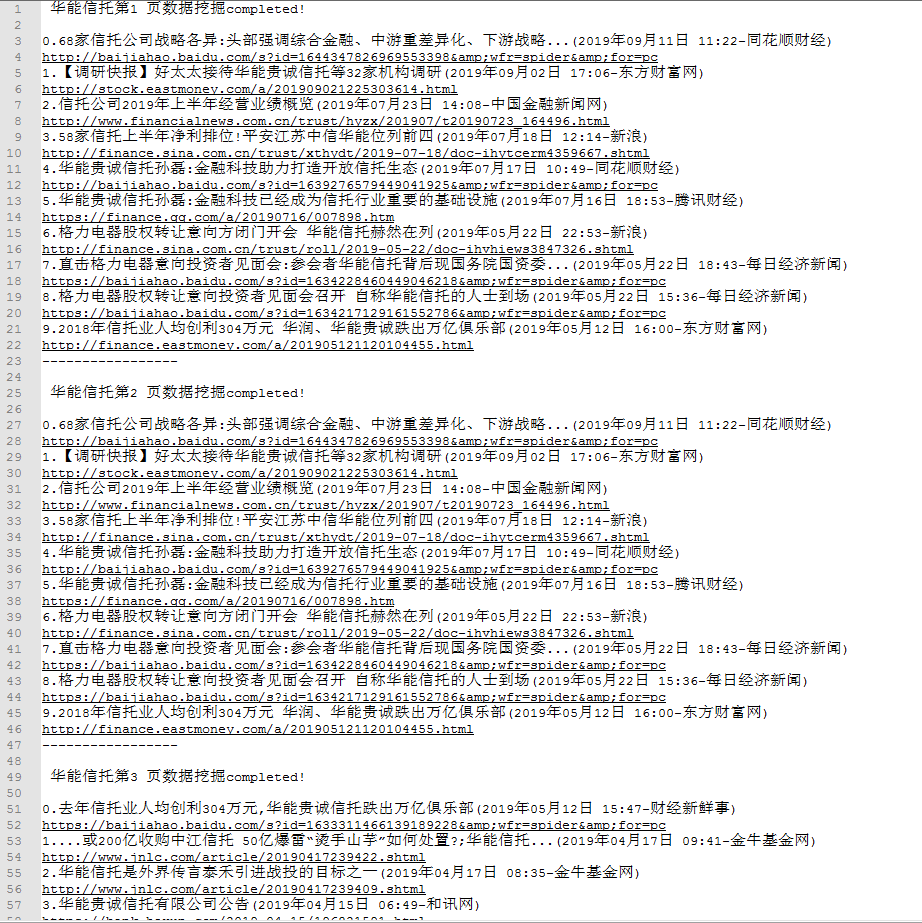 1 华能信托第1 页数据挖掘completed!
2
3 0.68家信托公司战略各异:头部强调综合金融、中游重差异化、下游战略...(2019年09月11日 11:22-同花顺财经)
4 http://baijiahao.baidu.com/s?id=1644347826969553398&amp;wfr=spider&amp;for=pc
5 1.【调研快报】好太太接待华能贵诚信托等32家机构调研(2019年09月02日 17:06-东方财富网)
6 http://stock.eastmoney.com/a/201909021225303614.html
7 2.信托公司2019年上半年经营业绩概览(2019年07月23日 14:08-中国金融新闻网)
8 http://www.financialnews.com.cn/trust/hyzx/201907/t20190723_164496.html
9 3.58家信托上半年净利排位!平安江苏中信华能位列前四(2019年07月18日 12:14-新浪)
10 http://finance.sina.com.cn/trust/xthydt/2019-07-18/doc-ihytcerm4359667.shtml
11 4.华能贵诚信托孙磊:金融科技助力打造开放信托生态(2019年07月17日 10:49-同花顺财经)
12 http://baijiahao.baidu.com/s?id=1639276579449041925&amp;wfr=spider&amp;for=pc
13 5.华能贵诚信托孙磊:金融科技已经成为信托行业重要的基础设施(2019年07月16日 18:53-腾讯财经)
14 https://finance.qq.com/a/20190716/007898.htm
15 6.格力电器股权转让意向方闭门开会 华能信托赫然在列(2019年05月22日 22:53-新浪)
16 http://finance.sina.com.cn/trust/roll/2019-05-22/doc-ihvhiews3847326.shtml
17 7.直击格力电器意向投资者见面会:参会者华能信托背后现国务院国资委...(2019年05月22日 18:43-每日经济新闻)
18 https://baijiahao.baidu.com/s?id=1634228460449046218&amp;wfr=spider&amp;for=pc
19 8.格力电器股权转让意向投资者见面会召开 自称华能信托的人士到场(2019年05月22日 15:36-每日经济新闻)
20 https://baijiahao.baidu.com/s?id=1634217129161552786&amp;wfr=spider&amp;for=pc
21 9.2018年信托业人均创利304万元 华润、华能贵诚跌出万亿俱乐部(2019年05月12日 16:00-东方财富网)
22 http://finance.eastmoney.com/a/201905121120104455.html
23 -----------------
24
25 华能信托第2 页数据挖掘completed!
26
27 0.68家信托公司战略各异:头部强调综合金融、中游重差异化、下游战略...(2019年09月11日 11:22-同花顺财经)
28 http://baijiahao.baidu.com/s?id=1644347826969553398&amp;wfr=spider&amp;for=pc
29 1.【调研快报】好太太接待华能贵诚信托等32家机构调研(2019年09月02日 17:06-东方财富网)
30 http://stock.eastmoney.com/a/201909021225303614.html
31 2.信托公司2019年上半年经营业绩概览(2019年07月23日 14:08-中国金融新闻网)
32 http://www.financialnews.com.cn/trust/hyzx/201907/t20190723_164496.html
33 3.58家信托上半年净利排位!平安江苏中信华能位列前四(2019年07月18日 12:14-新浪)
34 http://finance.sina.com.cn/trust/xthydt/2019-07-18/doc-ihytcerm4359667.shtml
35 4.华能贵诚信托孙磊:金融科技助力打造开放信托生态(2019年07月17日 10:49-同花顺财经)
36 http://baijiahao.baidu.com/s?id=1639276579449041925&amp;wfr=spider&amp;for=pc
37 5.华能贵诚信托孙磊:金融科技已经成为信托行业重要的基础设施(2019年07月16日 18:53-腾讯财经)
38 https://finance.qq.com/a/20190716/007898.htm
39 6.格力电器股权转让意向方闭门开会 华能信托赫然在列(2019年05月22日 22:53-新浪)
40 http://finance.sina.com.cn/trust/roll/2019-05-22/doc-ihvhiews3847326.shtml
41 7.直击格力电器意向投资者见面会:参会者华能信托背后现国务院国资委...(2019年05月22日 18:43-每日经济新闻)
42 https://baijiahao.baidu.com/s?id=1634228460449046218&amp;wfr=spider&amp;for=pc
43 8.格力电器股权转让意向投资者见面会召开 自称华能信托的人士到场(2019年05月22日 15:36-每日经济新闻)
44 https://baijiahao.baidu.com/s?id=1634217129161552786&amp;wfr=spider&amp;for=pc
45 9.2018年信托业人均创利304万元 华润、华能贵诚跌出万亿俱乐部(2019年05月12日 16:00-东方财富网)
46 http://finance.eastmoney.com/a/201905121120104455.html
47 -----------------
48
49 华能信托第3 页数据挖掘completed!
50
51 0.去年信托业人均创利304万元,华能贵诚信托跌出万亿俱乐部(2019年05月12日 15:47-财经新鲜事)
52 https://baijiahao.baidu.com/s?id=1633311466139189228&amp;wfr=spider&amp;for=pc
53 1....或200亿收购中江信托 50亿爆雷“烫手山芋”如何处置?;华能信托...(2019年04月17日 09:41-金牛基金网)
54 http://www.jnlc.com/article/20190417239422.shtml
55 2.华能信托是外界传言泰禾引进战投的目标之一(2019年04月17日 08:35-金牛基金网)
56 http://www.jnlc.com/article/20190417239409.shtml
57 3.华能贵诚信托有限公司公告(2019年04月15日 06:49-和讯网)